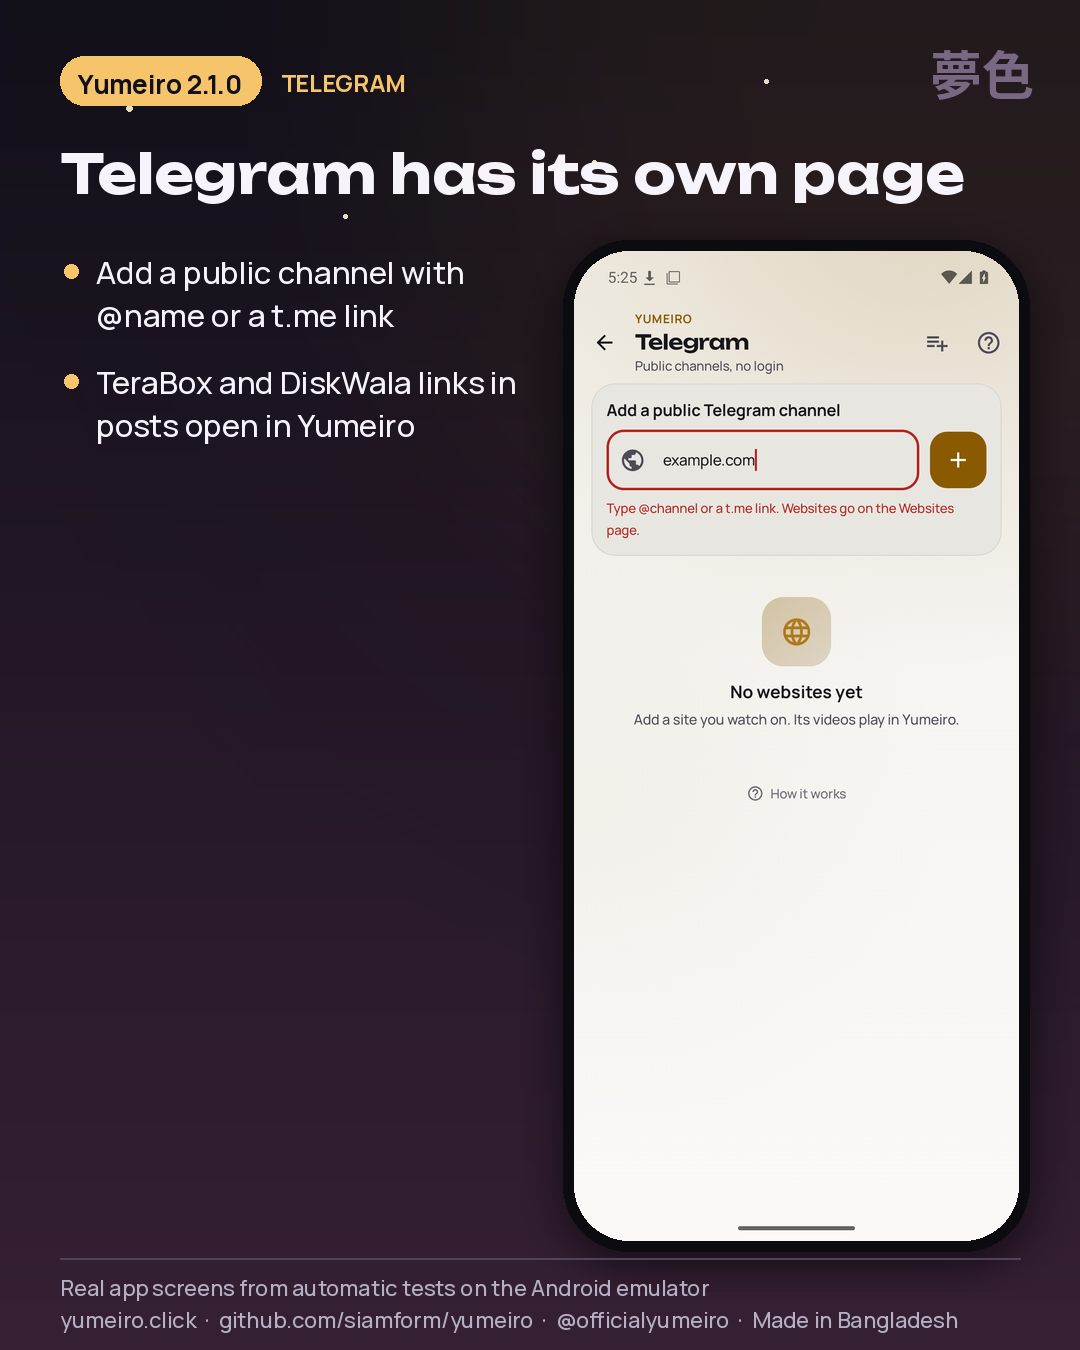 Yumeiro 2.1.0
TELEGRAM
夢色
Telegram has its own page
Add a public channel with
@name or a t.me link
TeraBox and DiskWala links in
posts open in Yumeiro
5:25
YUMEIRO
Telegram
Public channels, no login
Add a public Telegram channel
example.com
Type @channel or a t.me link. Websites go on the Websites
page.
No websites yet
Add a site you watch on. Its videos play in Yumeiro.
How it works
Real app screens from automatic tests on the Android emulator
yumeiro.click · github.com/siamform/yumeiro · @officialyumeiro · Made in Bangladesh